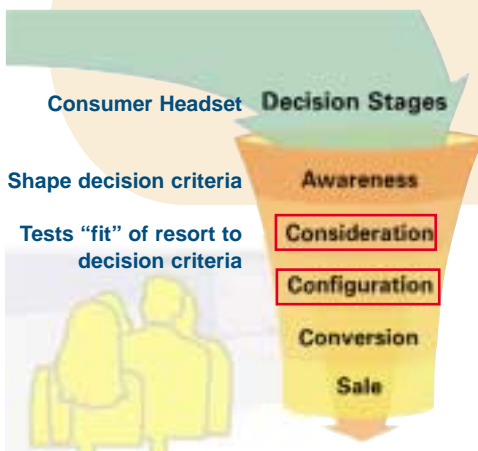 Consumer Headset Decision Stages
Shape decision criteria Awareness
Tests “fit” of resort to Consideration
decision criteria
Configuration
Conversion
Sale